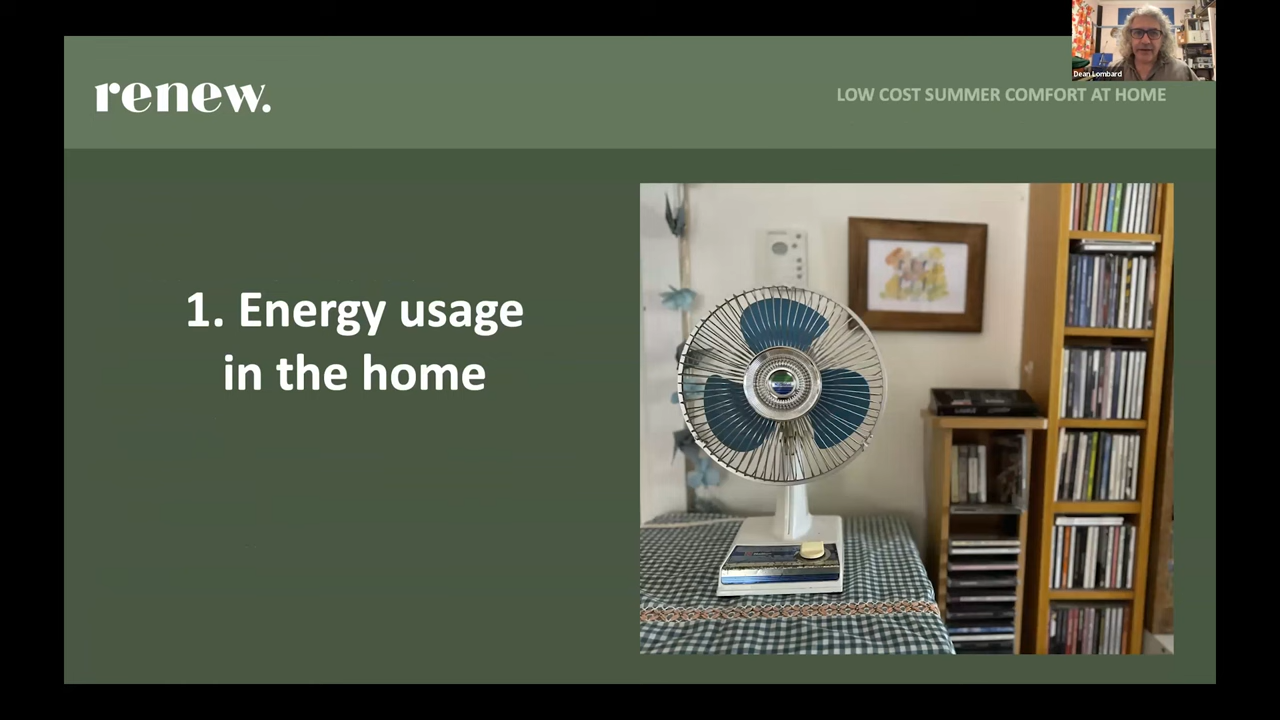 Dean Lombard
renew.
LOW COST SUMMER COMFORT AT HOME
1. Energy usage
in the home